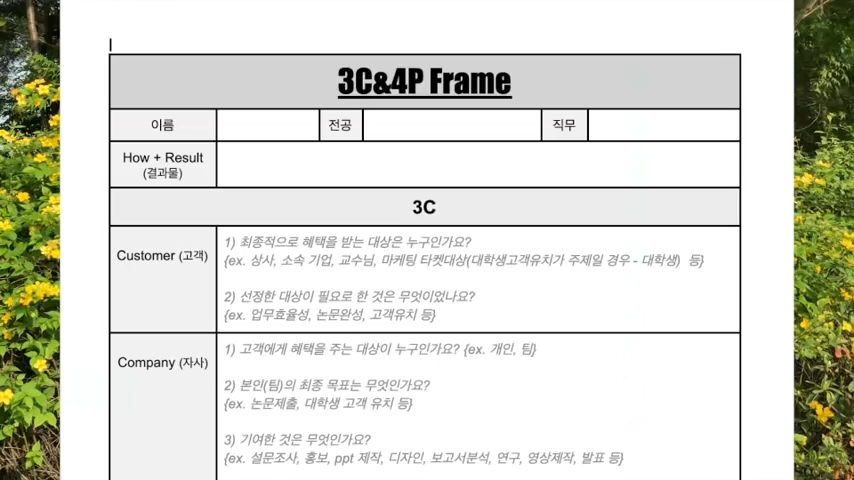 3C&4P Frame
이름
전공
직무
How + Result
(결과물)
3C
Customer (고객)
1) 최종적으로 혜택을 받는 대상은 누구인가요?
{ex. 상사, 소속 기업, 교수님, 마케팅 타켓대상(대학생고객유치가 주제일 경우 - 대학생) 등}
2) 선정한 대상이 필요로 한 것은 무엇이었나요?
{ex. 업무효율성, 논문완성, 고객유치 등}
Company (자사)
1) 고객에게 혜택을 주는 대상이 누구인가요? {ex. 개인, 팀}
2) 본인(팀)의 최종 목표는 무엇인가요?
{ex. 논문제출, 대학생 고객 유치 등}
3) 기여한 것은 무엇인가요?
{ex. 설문조사, 홍보, ppt 제작, 디자인, 보고서분석, 연구, 영상제작, 발표 등}